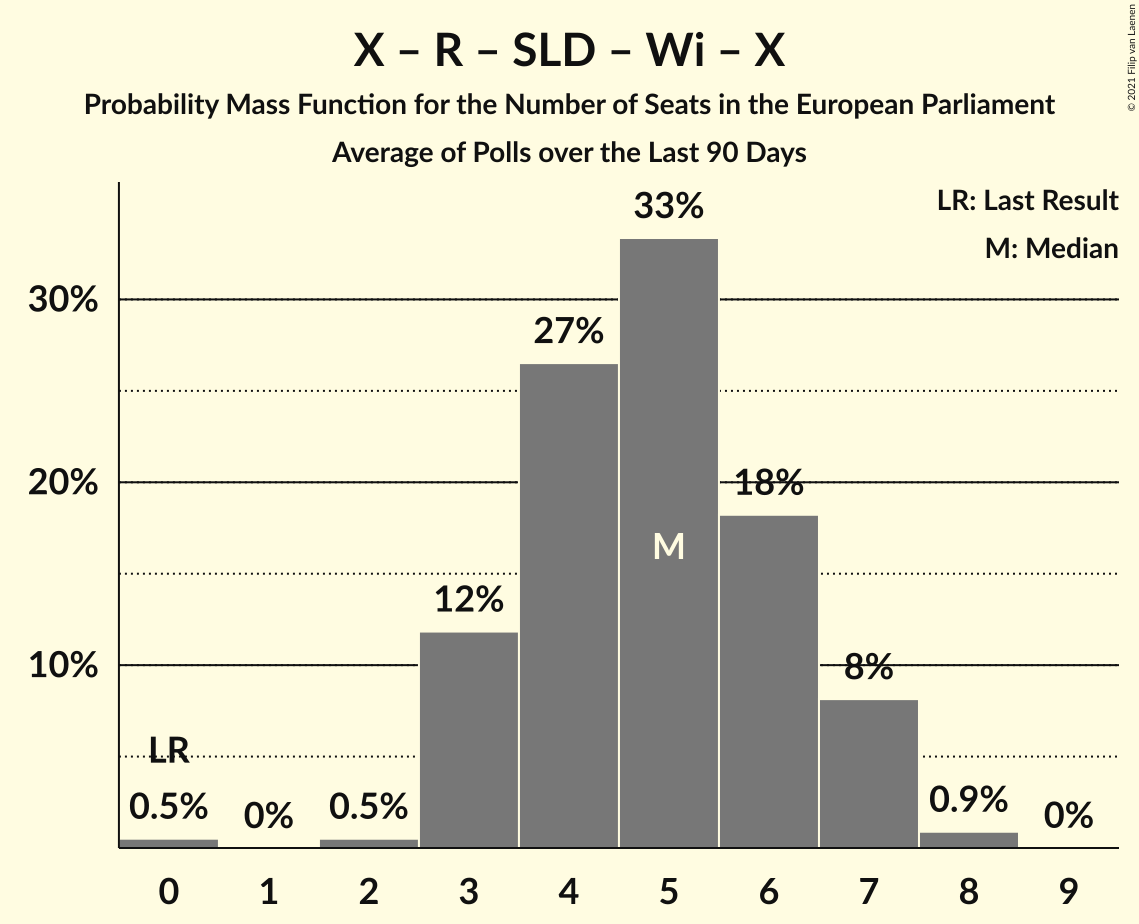 X – R – SLD – Wi – X
Probability Mass Function for the Number of Seats in the European Parliament
Average of Polls over the Last 90 Days
© 2021 Filip van Laenen
LR: Last Result
M: Median
33%
30%
27%
20%
18%
M
12%
10%
8%
LR
0.5%
0%
0.5%
0.9%
0%
0 1 2 3 4 5 6 7 8 9